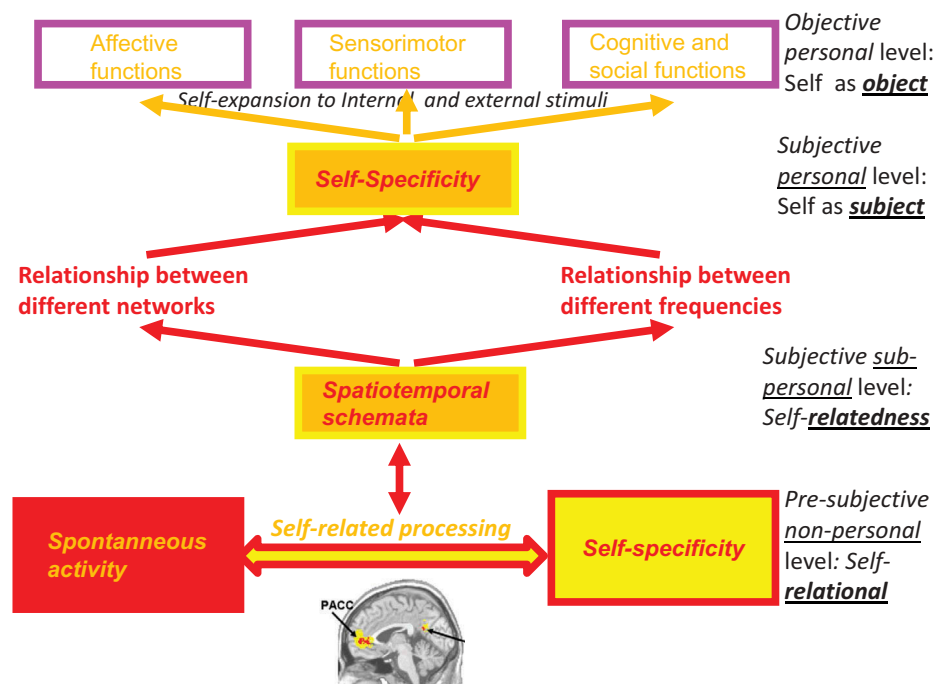 Affective
functions
Sensorimotor
functions
Cognitive and
social functions
Objective
personal level:
Self as object
Self-expansion to Internal and external stimuli
Self-Specificity
Subjective
personal level:
Self as subject
Relationship between
different networks
Relationship between
different frequencies
Spatiotemporal
schemata
Subjective sub-
personal level:
Self-relatedness
Spontanneous
activity
Self-related processing
Self-specificity
Pre-subjective
non-personal
level: Self-
relational
PACC